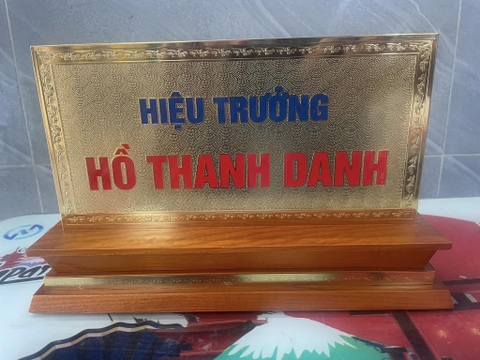 HIỆU TRƯỞNG
HỒ THANH DANH